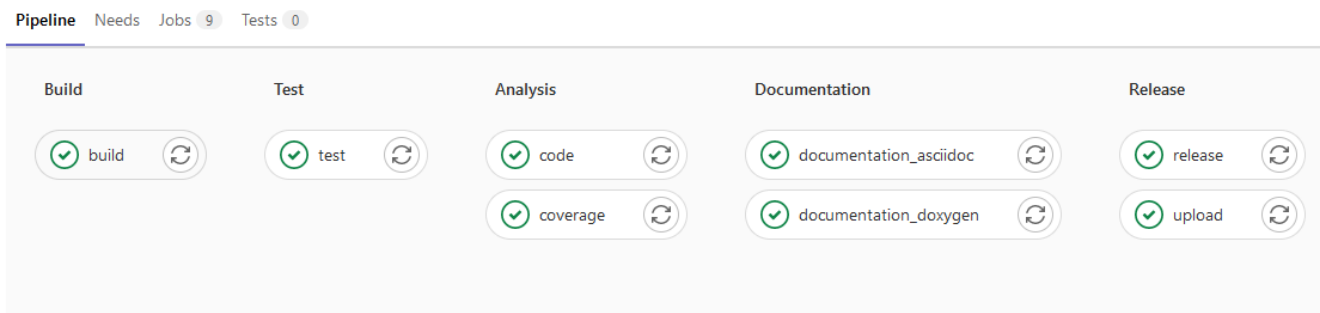 Pipeline Needs Jobs 9 Tests 0
Build Test Analysis Documentation Release
build test code documentation_asciidoc release
coverage documentation_doxygen upload